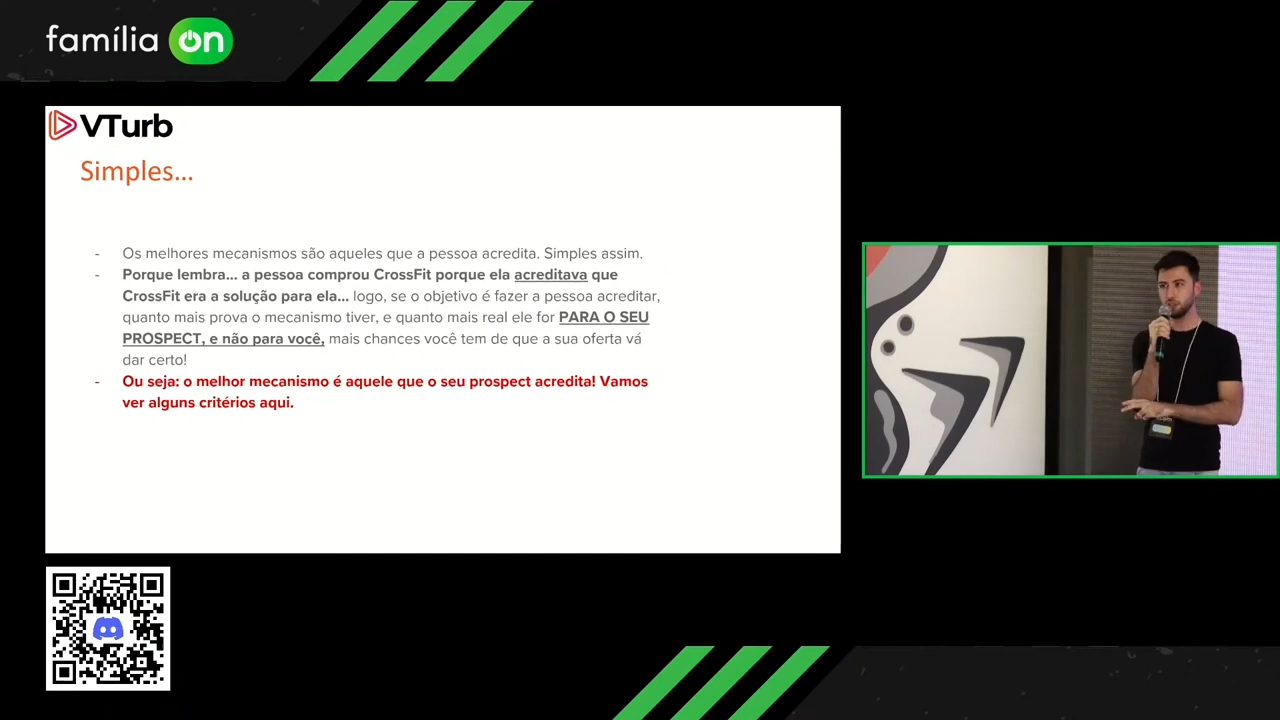 família on
VTurb
Simples...
- Os melhores mecanismos são aqueles que a pessoa acredita. Simples assim.
- Porque lembra... a pessoa comprou CrossFit porque ela acreditava que
CrossFit era a solução para ela... logo, se o objetivo é fazer a pessoa acreditar,
quanto mais prova o mecanismo tiver, e quanto mais real ele for PARA O SEU
PROSPECT, e não para você, mais chances você tem de que a sua oferta vá
dar certo!
- Ou seja: o melhor mecanismo é aquele que o seu prospect acredita! Vamos
ver alguns critérios aqui.